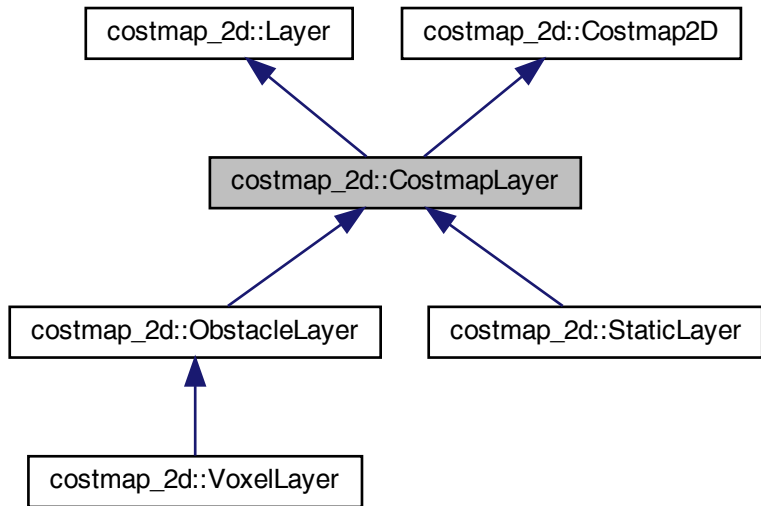 costmap_2d::Layer
costmap_2d::Costmap2D
costmap_2d::CostmapLayer
costmap_2d::ObstacleLayer
costmap_2d::StaticLayer
costmap_2d::VoxelLayer